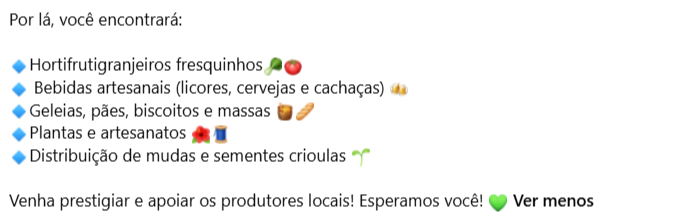 Por lá, você encontrará:
🔷Hortifrutigranjeiros fresquinhos🥬🍅
🔷 Bebidas artesanais (licores, cervejas e cachaças) 🍻
🔷Geleias, pães, biscoitos e massas 🍯🥖
🔷Plantas e artesanatos 🌺🧵
🔷Distribuição de mudas e sementes crioulas 🌱
Venha prestigiar e apoiar os produtores locais! Esperamos você! 💚 Ver menos